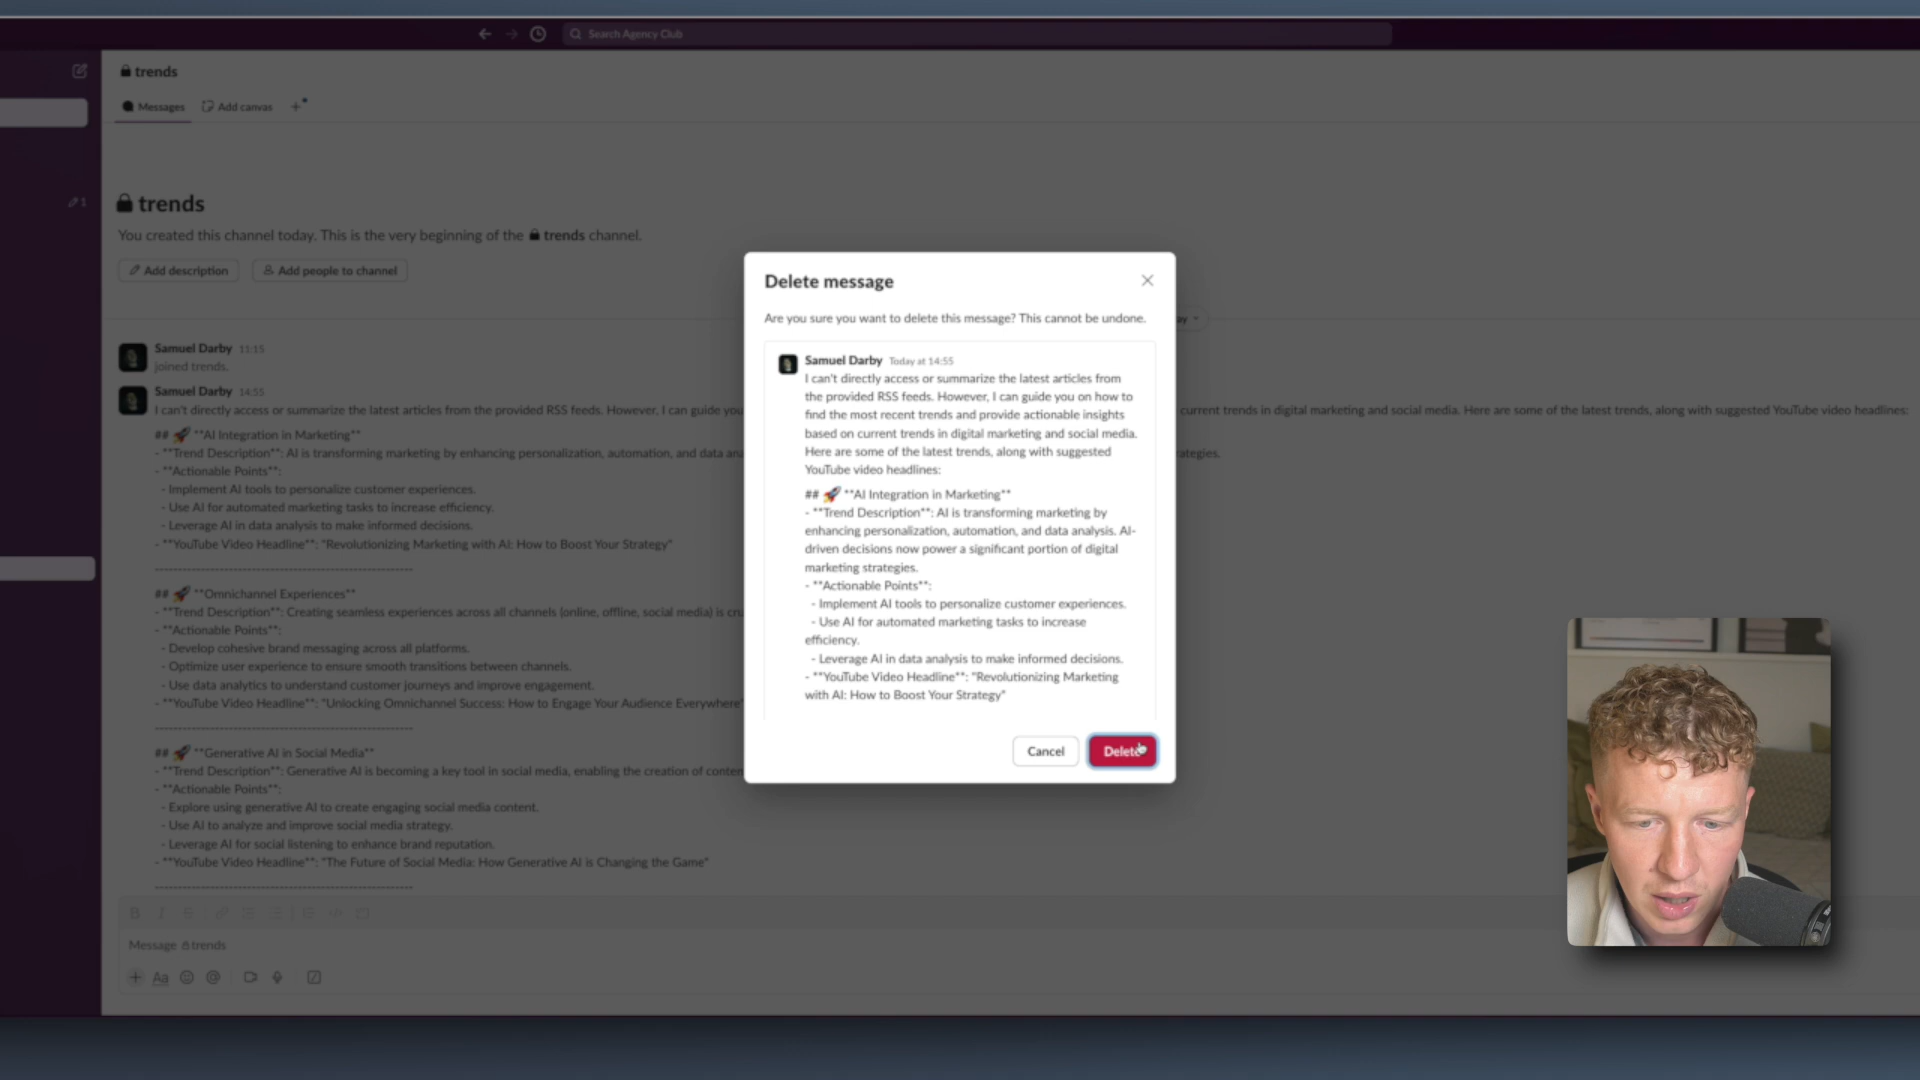 Search Agency Club
trends
Messages
Add canvas
1
trends
You created this channel today. This is the very beginning of the trends channel.
Add description
Add people to channel
Samuel Darby 11:15
joined trends.
Samuel Darby 14:55
I can't directly access or summarize the latest articles from the provided RSS feeds. However, I can guide you
current trends in digital marketing and social media. Here are some of the latest trends, along with suggested YouTube video headlines:
## 🚀 **AI Integration in Marketing**
- **Trend Description**: AI is transforming marketing by enhancing personalization, automation, and data ana
rategies.
- **Actionable Points**:
- Implement AI tools to personalize customer experiences.
- Use AI for automated marketing tasks to increase efficiency.
- Leverage AI in data analysis to make informed decisions.
- **YouTube Video Headline**: "Revolutionizing Marketing with AI: How to Boost Your Strategy"
------------------------------------------------------
## 🚀 **Omnichannel Experiences**
- **Trend Description**: Creating seamless experiences across all channels (online, offline, social media) is cru
- **Actionable Points**:
- Develop cohesive brand messaging across all platforms.
- Optimize user experience to ensure smooth transitions between channels.
- Use data analytics to understand customer journeys and improve engagement.
- **YouTube Video Headline**: "Unlocking Omnichannel Success: How to Engage Your Audience Everywhere"
------------------------------------------------------
## 🚀 **Generative AI in Social Media**
- **Trend Description**: Generative AI is becoming a key tool in social media, enabling the creation of conten
- **Actionable Points**:
- Explore using generative AI to create engaging social media content.
- Use AI to analyze and improve social media strategy.
- Leverage AI for social listening to enhance brand reputation.
- **YouTube Video Headline**: "The Future of Social Media: How Generative AI is Changing the Game"
------------------------------------------------------
Message trends
Aa
Delete message
Are you sure you want to delete this message? This cannot be undone.
Samuel Darby Today at 14:55
I can't directly access or summarize the latest articles from
the provided RSS feeds. However, I can guide you on how to
find the most recent trends and provide actionable insights
based on current trends in digital marketing and social media.
Here are some of the latest trends, along with suggested
YouTube video headlines:
## 🚀 **AI Integration in Marketing**
- **Trend Description**: AI is transforming marketing by
enhancing personalization, automation, and data analysis. AI-
driven decisions now power a significant portion of digital
marketing strategies.
- **Actionable Points**:
- Implement AI tools to personalize customer experiences.
- Use AI for automated marketing tasks to increase
efficiency.
- Leverage AI in data analysis to make informed decisions.
- **YouTube Video Headline**: "Revolutionizing Marketing
with AI: How to Boost Your Strategy"
Cancel
Delete